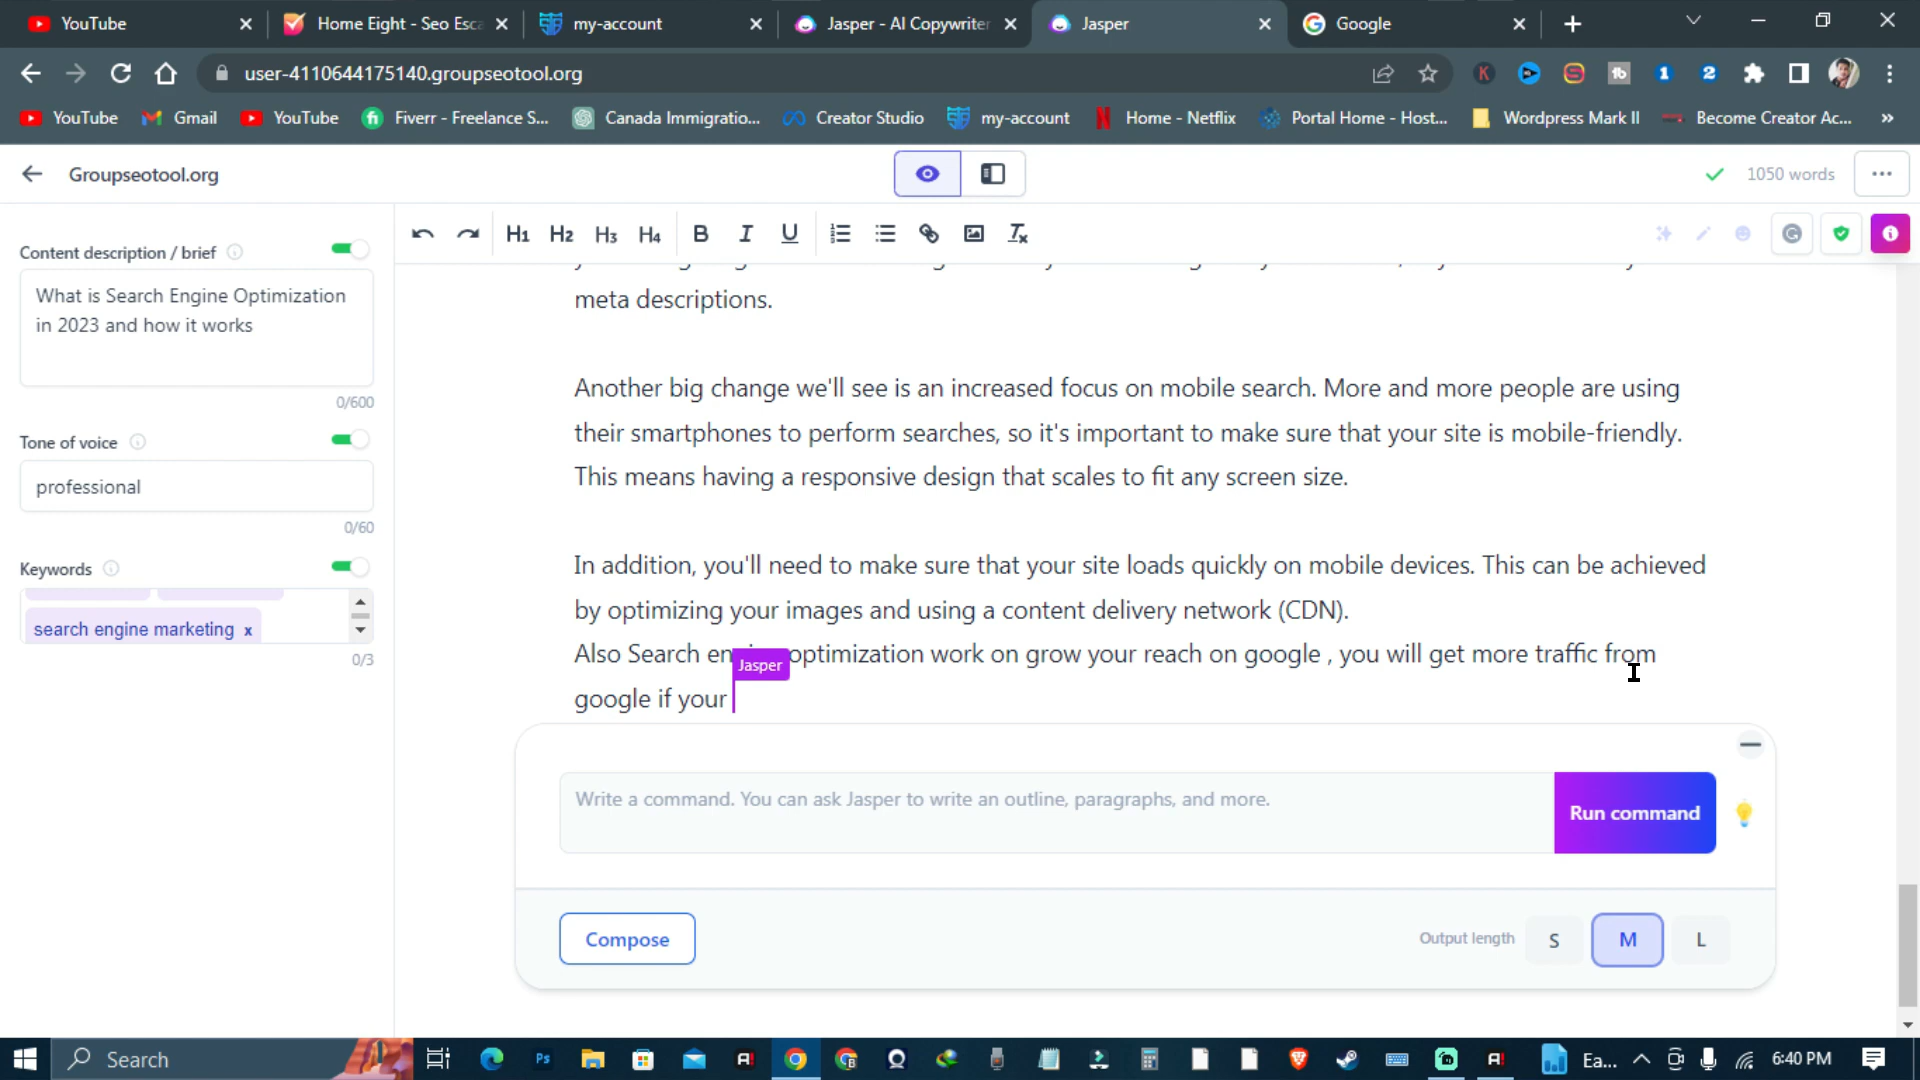 YouTube
Home Eight - Seo Esc
my-account
Jasper - AI Copywriter
Jasper
Google
user-4110644175140.groupseotool.org
YouTube
Gmail
YouTube
Fiverr - Freelance S...
Canada Immigratio...
Creator Studio
my-account
Home - Netflix
Portal Home - Host...
Wordpress Mark II
Become Creator Ac...
Groupseotool.org
1050 words
H1 H2 H3 H4 B I U
Content description / brief
What is Search Engine Optimization
in 2023 and how it works
0/600
Tone of voice
professional
0/60
Keywords
search engine marketing x
0/3
meta descriptions.
Another big change we'll see is an increased focus on mobile search. More and more people are using
their smartphones to perform searches, so it's important to make sure that your site is mobile-friendly.
This means having a responsive design that scales to fit any screen size.
In addition, you'll need to make sure that your site loads quickly on mobile devices. This can be achieved
by optimizing your images and using a content delivery network (CDN).
Also Search en optimization work on grow your reach on google , you will get more traffic from
Jasper
google if your
Write a command. You can ask Jasper to write an outline, paragraphs, and more.
Run command
Compose
Output length
S
M
L
Search
Ps
Ea...
6:40 PM